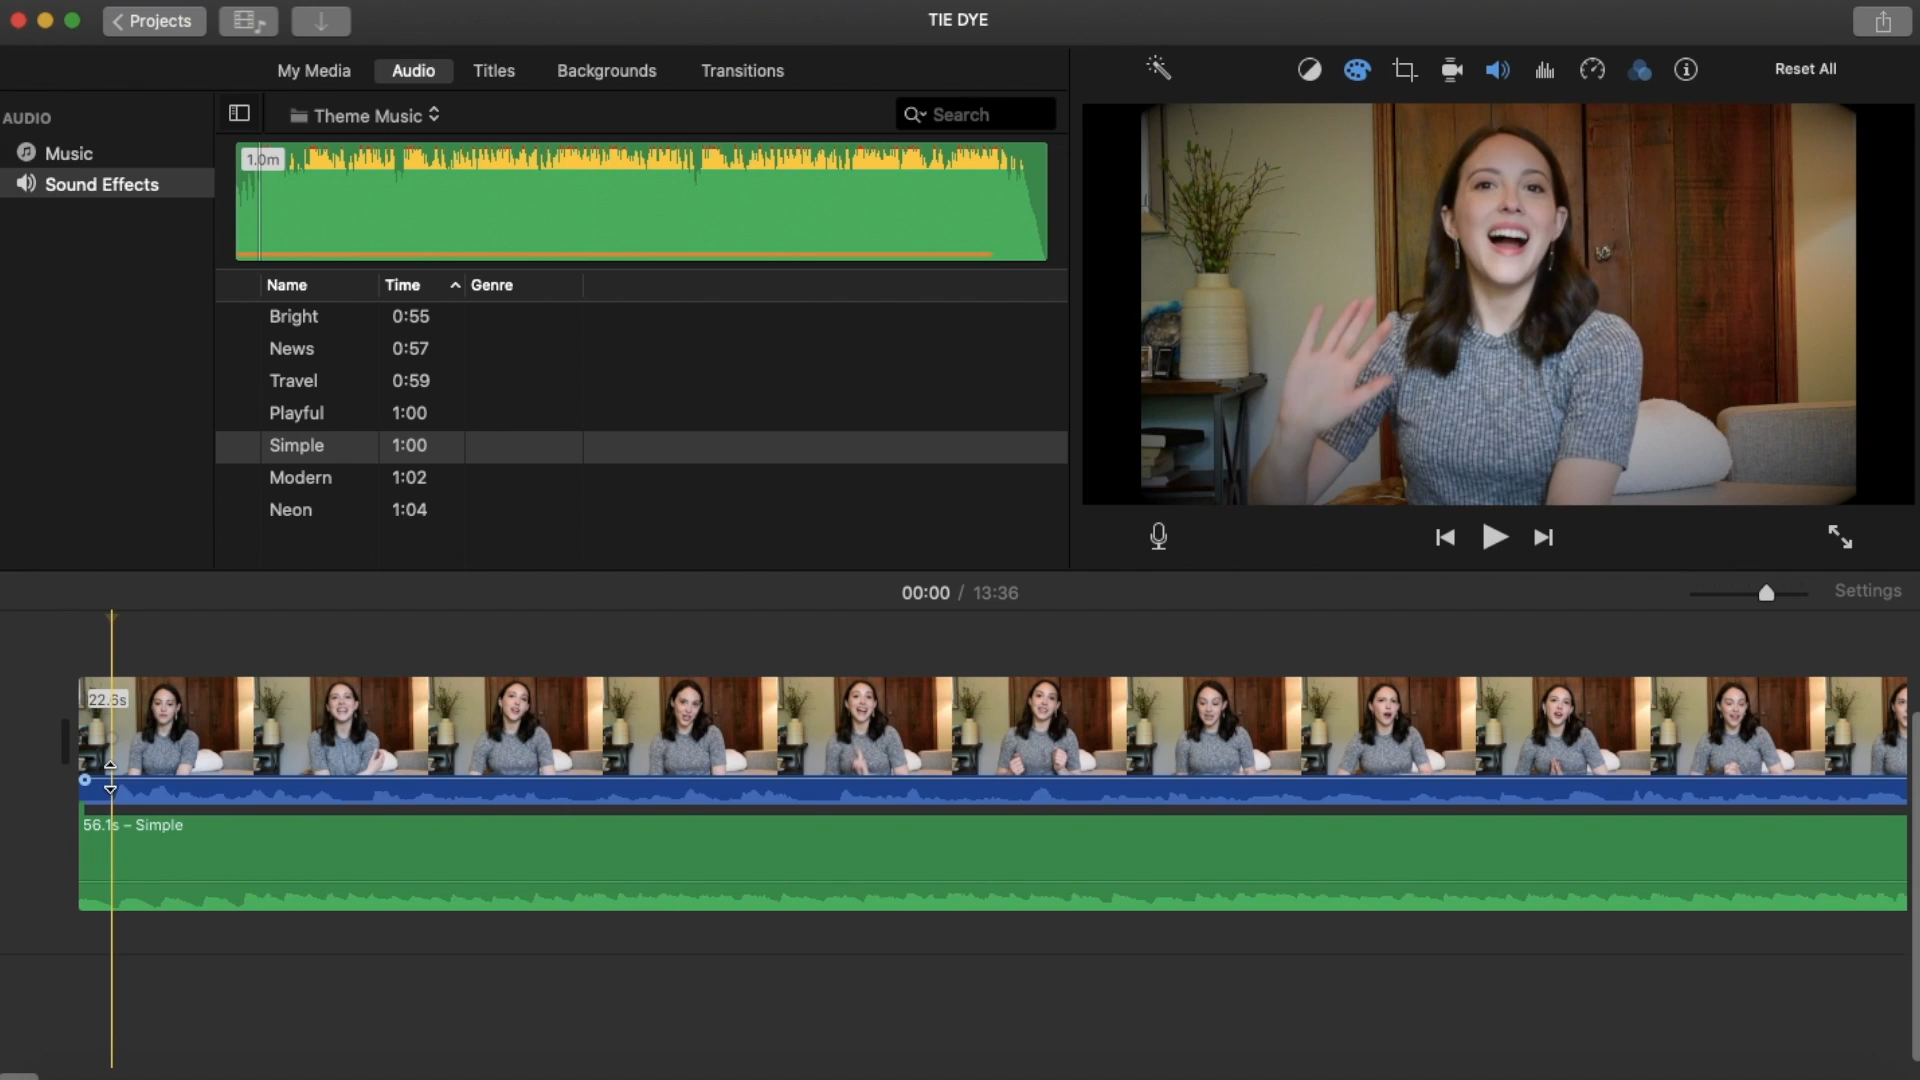 Projects
TIE DYE
My Media
Audio
Titles
Backgrounds
Transitions
Reset All
AUDIO
Music
Sound Effects
Theme Music
Search
1.0m
Name Time Genre
Bright 0:55
News 0:57
Travel 0:59
Playful 1:00
Simple 1:00
Modern 1:02
Neon 1:04
00:00 / 13:36
Settings
22.6s
56.1s – Simple